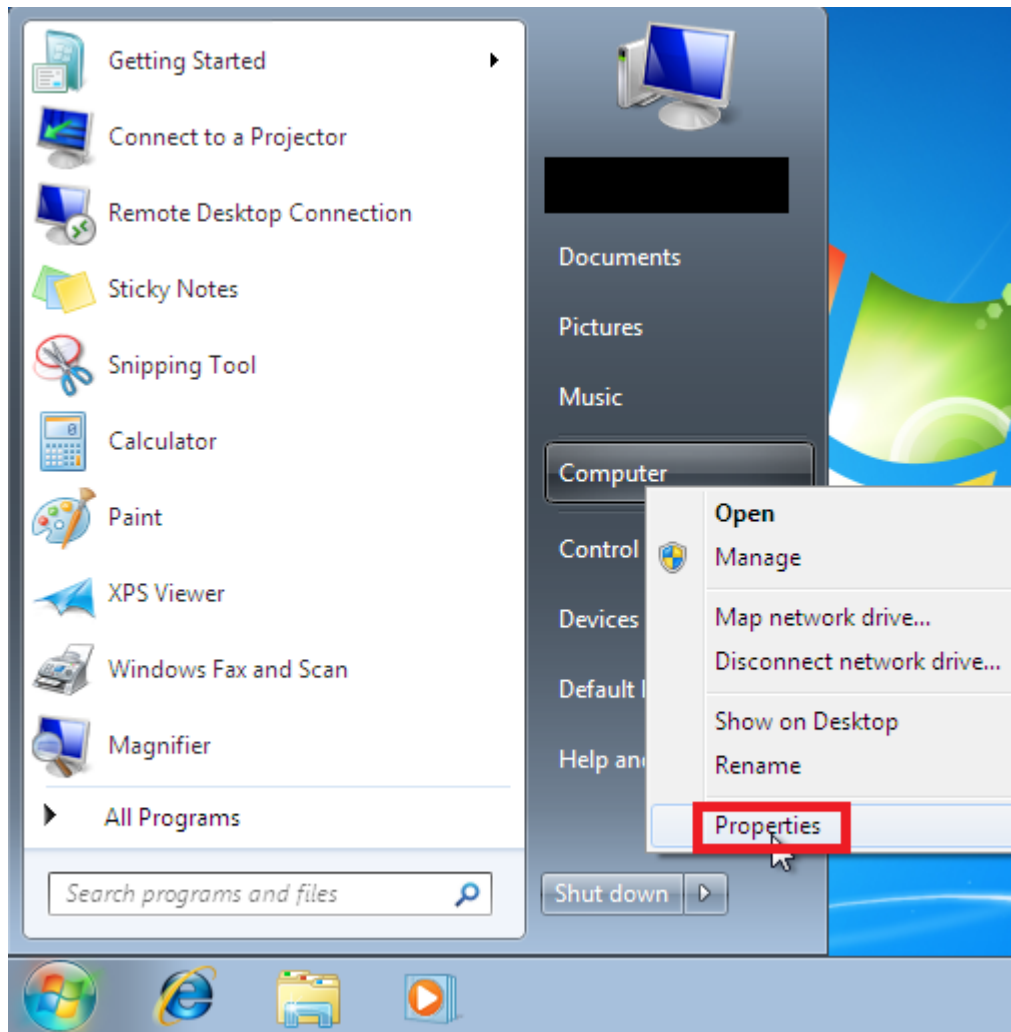 Getting Started
Connect to a Projector
Remote Desktop Connection
Sticky Notes
Snipping Tool
Calculator
Paint
XPS Viewer
Windows Fax and Scan
Magnifier
All Programs
Search programs and files
Documents
Pictures
Music
Computer
Control
Devices
Default
Help and
Shut down
Open
Manage
Map network drive...
Disconnect network drive...
Show on Desktop
Rename
Properties